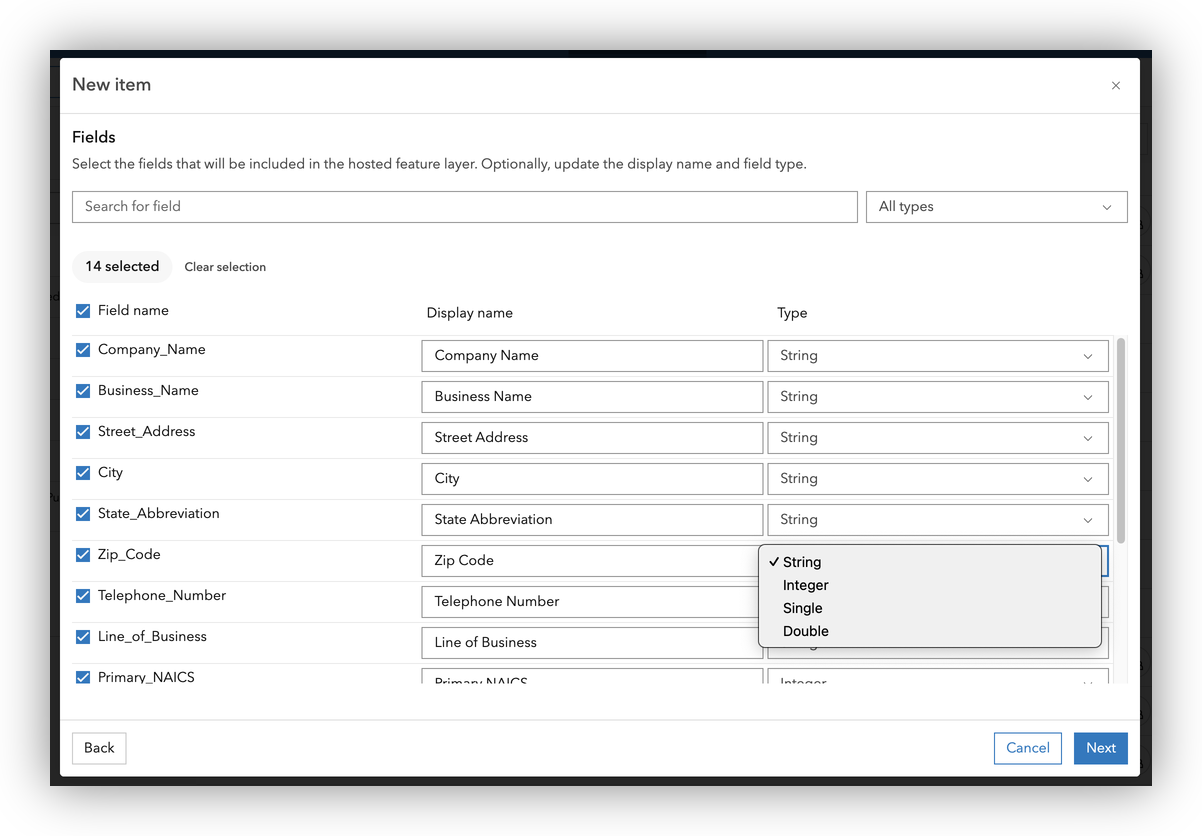 New item
Fields
Select the fields that will be included in the hosted feature layer. Optionally, update the display name and field type.
Search for field All types
14 selected Clear selection
Field name Display name Type
Company_Name Company Name String
Business_Name Business Name String
Street_Address Street Address String
City City String
State_Abbreviation State Abbreviation String
Zip_Code Zip Code ✓ String
Integer
Telephone_Number Telephone Number Single
Line_of_Business Line of Business Double
Primary_NAICS Primary NAICS Integer
Back Cancel Next